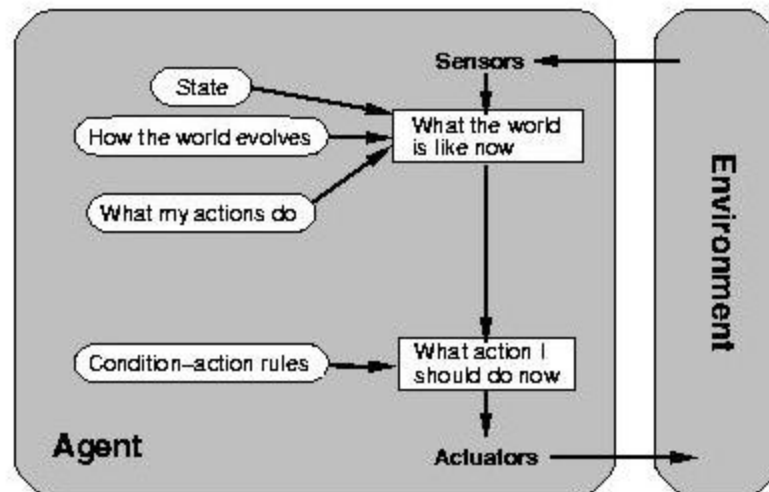 Sensors
State
What the world
is like now
How the world evolves
What my actions do
Environment
What action I
should do now
Condition–action rules
Agent
Actuators